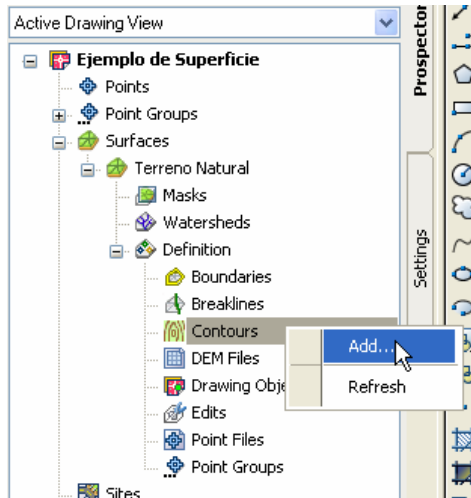 Active Drawing View
Prospector
Ejemplo de Superficie
Points
Point Groups
Surfaces
Terreno Natural
Masks
Watersheds
Settings
Definition
Boundaries
Breaklines
Contours
Add...
DEM Files
Drawing Obje
Refresh
Edits
Point Files
Point Groups
Sites